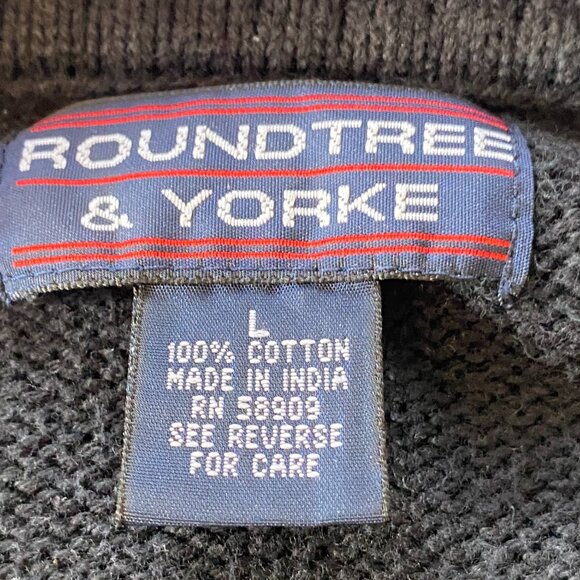 ROUNDTREE
& YORKE
L
100% COTTON
MADE IN INDIA
RN 58909
SEE REVERSE
FOR CARE